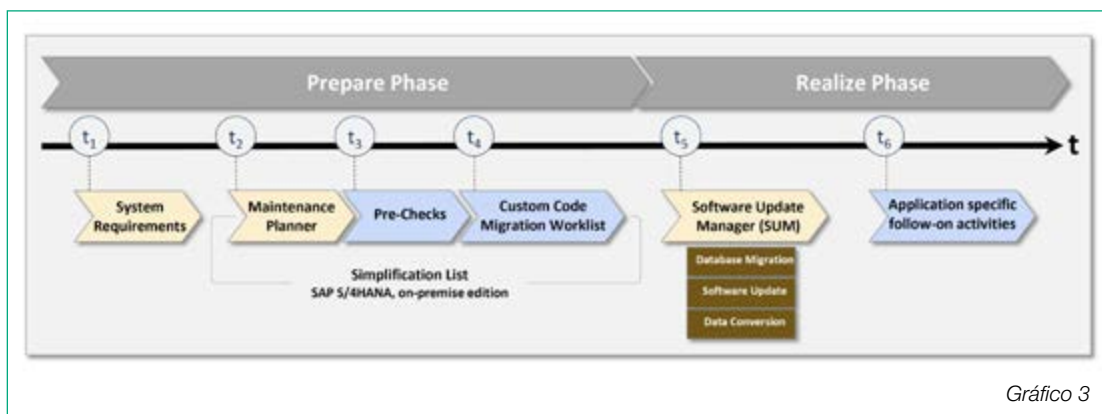 Prepare Phase
Realize Phase
t1
t2
t3
t4
t5
t6
t
System
Requirements
Maintenance
Planner
Pre-Checks
Custom Code
Migration Worklist
Software Update
Manager (SUM)
Application specific
follow-on activities
Database Migration
Software Update
Data Conversion
Simplification List
SAP S/4HANA, on-premise edition
Gráfico 3